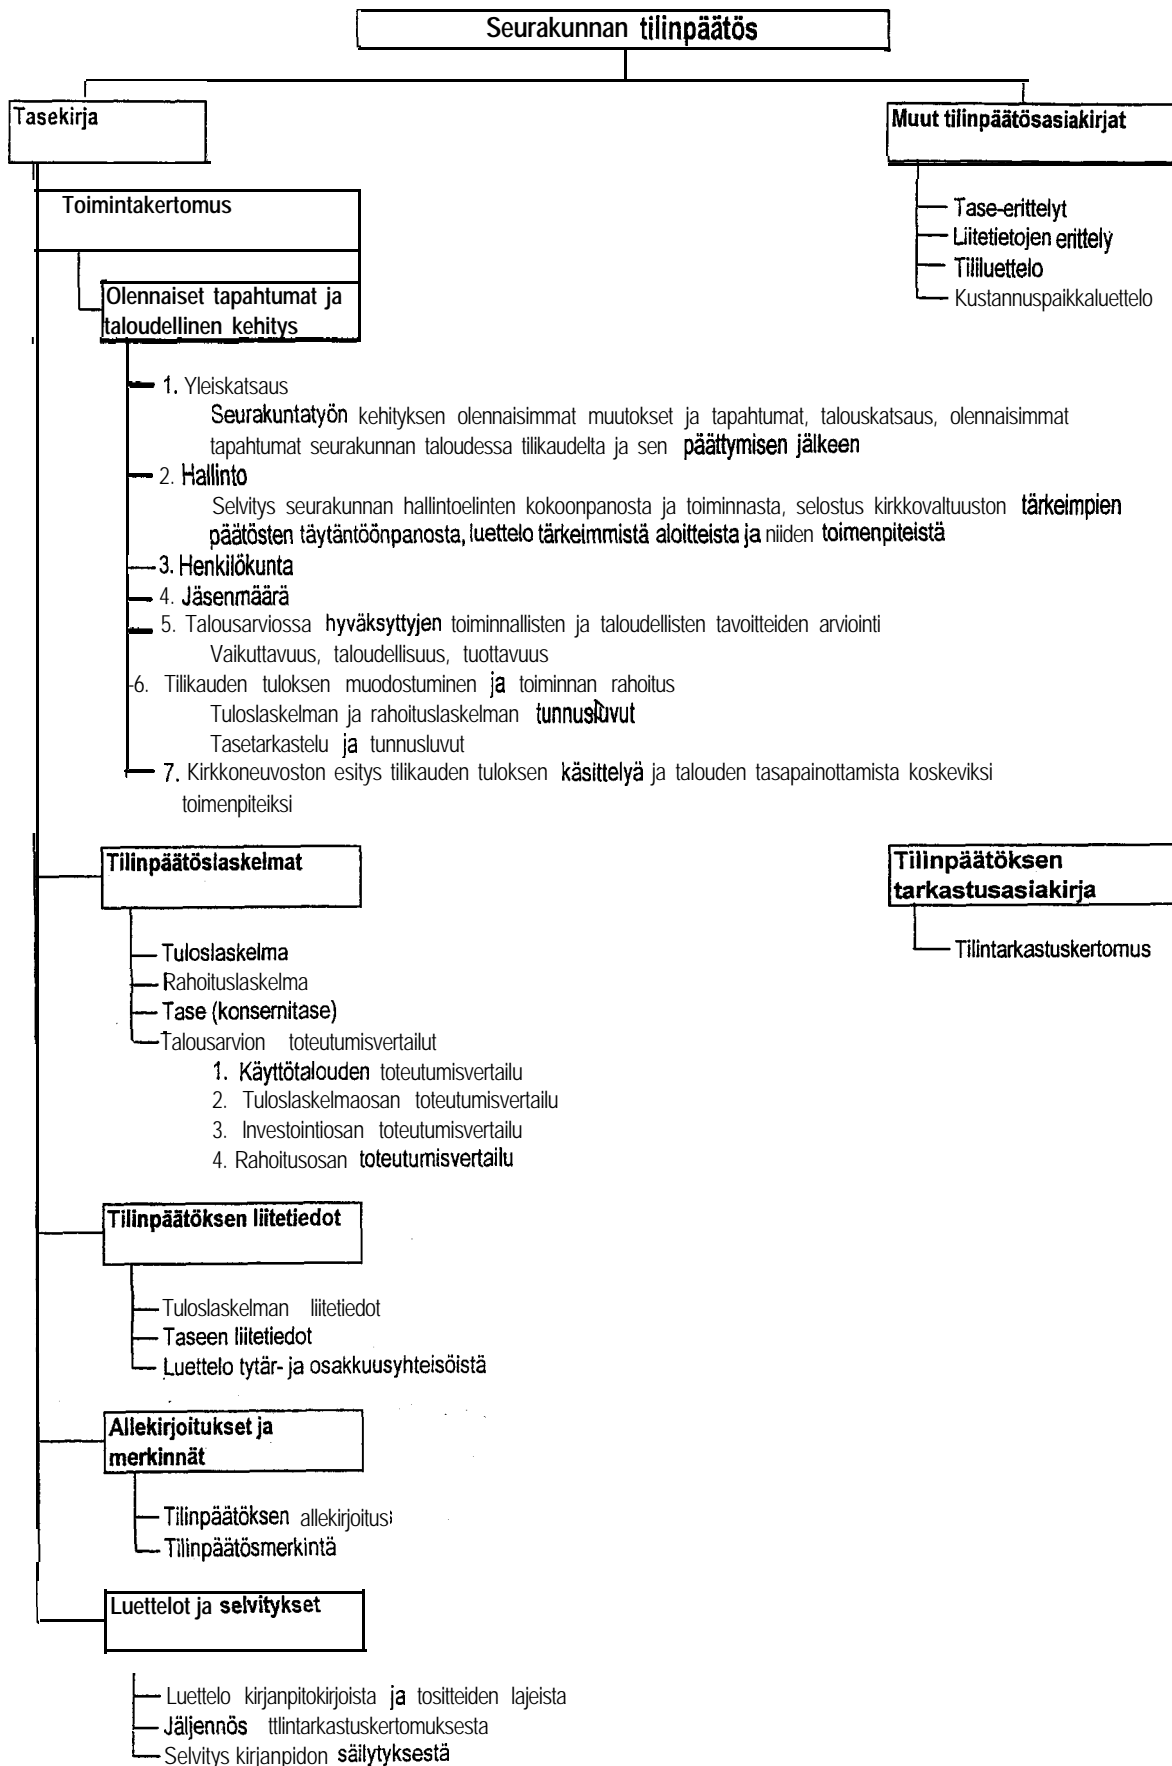 Seurakunnan tilinpäätös
Tasekirja
Muut tilinpäätösasiakirjat
Toimintakertomus
Tase-erittelyt
Liitetietojen erittely
Tililuettelo
Kustannuspaikkaluettelo
Olennaiset tapahtumat ja
taloudellinen kehitys
1. Yleiskatsaus
Seurakuntatyön kehityksen olennaisimmat muutokset ja tapahtumat, talouskatsaus, olennaisimmat
tapahtumat seurakunnan taloudessa tilikaudelta ja sen päättymisen jälkeen
2. Hallinto
Selvitys seurakunnan hallintoelinten kokoonpanosta ja toiminnasta, selostus kirkkovaltuuston tärkeimpien
päätösten täytäntöönpanosta, luettelo tärkeimmistä aloitteista ja niiden toimenpiteistä
3. Henkilökunta
4. Jäsenmäärä
5. Talousarviossa hyväksyttyjen toiminnallisten ja taloudellisten tavoitteiden arviointi
Vaikuttavuus, taloudellisuus, tuottavuus
6. Tilikauden tuloksen muodostuminen ja toiminnan rahoitus
Tuloslaskelman ja rahoituslaskelman tunnusluvut
Tasetarkastelu ja tunnusluvut
7. Kirkkoneuvoston esitys tilikauden tuloksen käsittelyä ja talouden tasapainottamista koskeviksi
toimenpiteiksi
Tilinpäätöslaskelmat
Tilinpäätöksen
tarkastusasiakirja
Tuloslaskelma
Tilintarkastuskertomus
Rahoituslaskelma
Tase (konsernitase)
Talousarvion toteutumisvertailut
1. Käyttötalouden toteutumisvertailu
2. Tuloslaskelmaosan toteutumisvertailu
3. Investointiosan toteutumisvertailu
4. Rahoitusosan toteutumisvertailu
Tilinpäätöksen liitetiedot
Tuloslaskelman liitetiedot
Taseen liitetiedot
Luettelo tytär- ja osakkuusyhteisöistä
Allekirjoitukset ja
merkinnät
Tilinpäätöksen allekirjoitus
Tilinpäätösmerkintä
Luettelot ja selvitykset
Luettelo kirjanpitokirjoista ja tositteiden lajeista
Jäljennös ttlintarkastuskertomuksesta
Selvitys kirjanpidon säilytyksestä